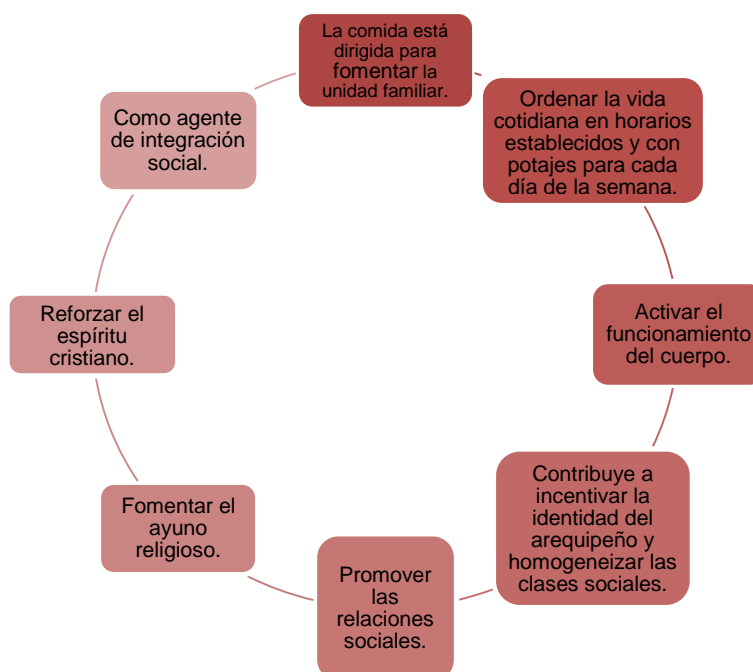 La comida está
dirigida para
fomentar la
unidad familiar.
Ordenar la vida
cotidiana en horarios
establecidos y con
potajes para cada
día de la semana.
Activar el
funcionamiento
del cuerpo.
Contribuye a
incentivar la
identidad del
arequipeño y
homogeneizar las
clases sociales.
Promover
las
relaciones
sociales.
Fomentar el
ayuno
religioso.
Reforzar el
espíritu
cristiano.
Como agente
de integración
social.